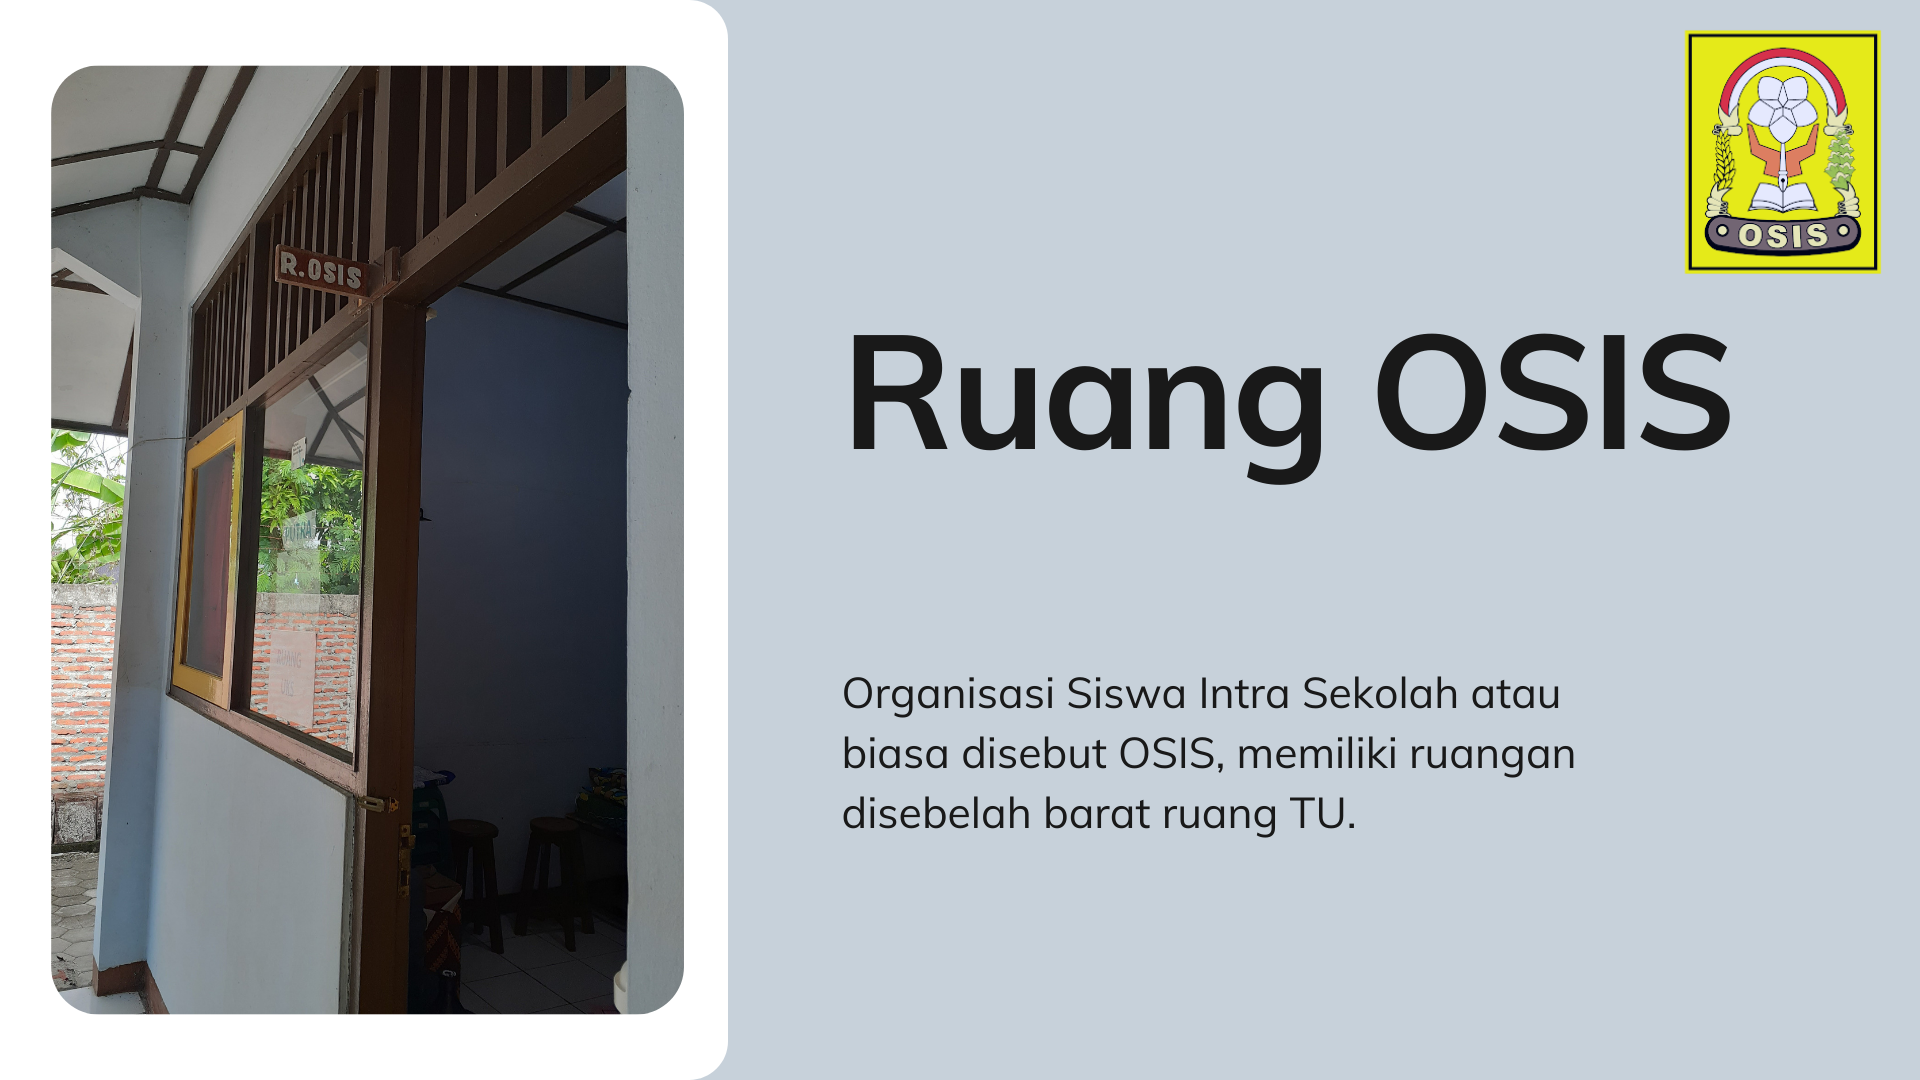 R.OSIS
OSIS
Ruang OSIS
Organisasi Siswa Intra Sekolah atau
biasa disebut OSIS, memiliki ruangan
disebelah barat ruang TU.